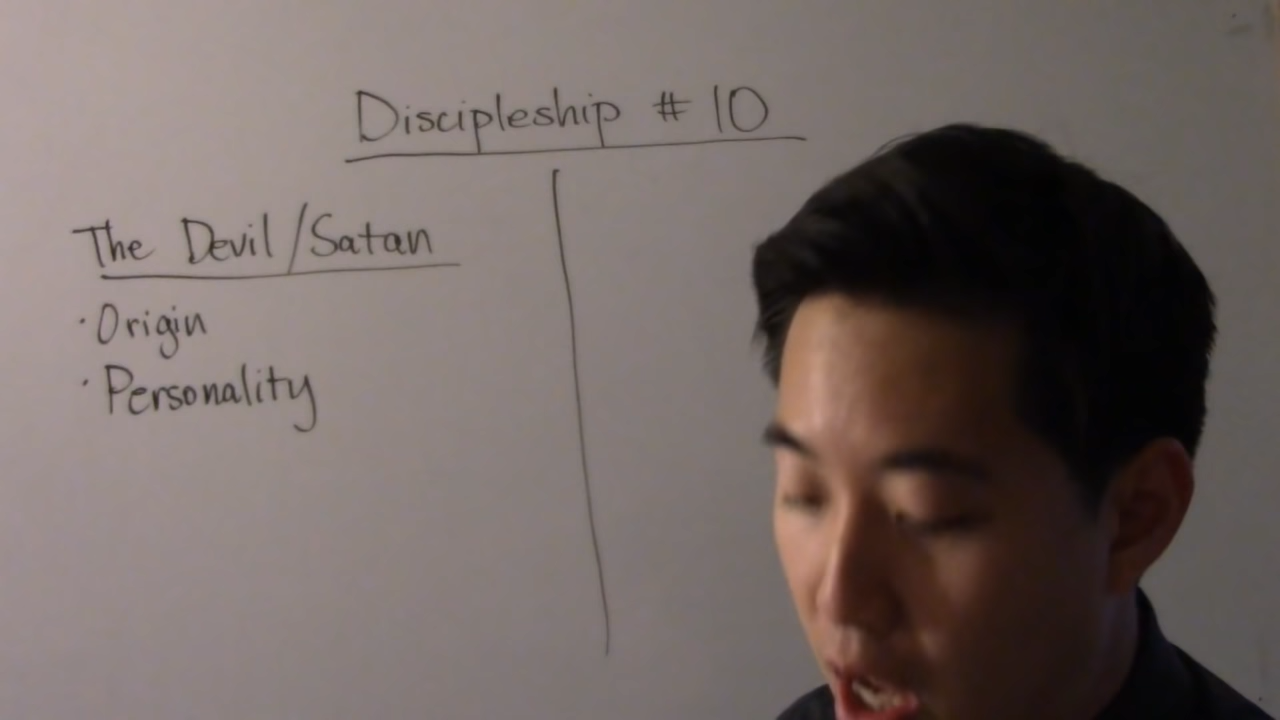 Discipleship # 10
The Devil/Satan
· Origin
· Personality